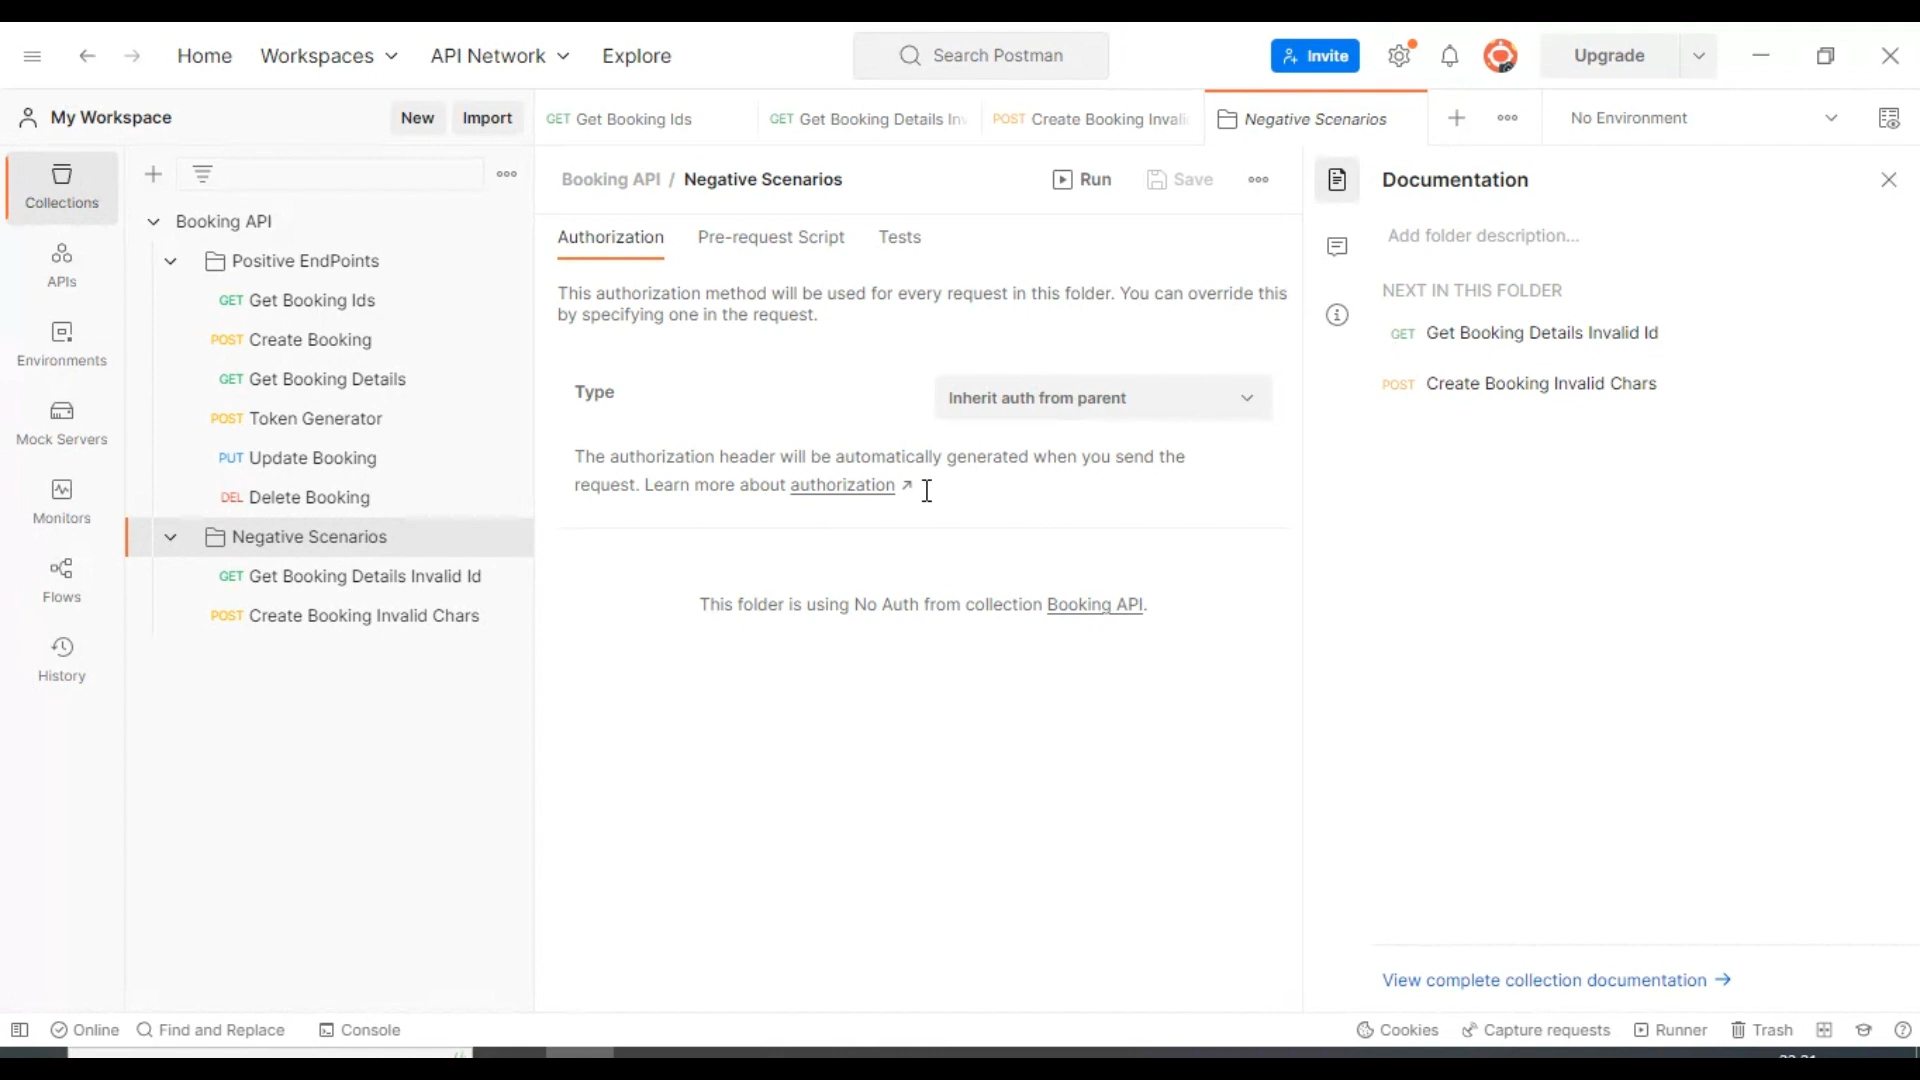 Home Workspaces API Network Explore Search Postman Invite Upgrade
My Workspace New Import
GET Get Booking Ids GET Get Booking Details Inv POST Create Booking Invalid Negative Scenarios No Environment
Collections
APIs
Environments
Mock Servers
Monitors
Flows
History
Booking API
Positive EndPoints
GET Get Booking Ids
POST Create Booking
GET Get Booking Details
POST Token Generator
PUT Update Booking
DEL Delete Booking
Negative Scenarios
GET Get Booking Details Invalid Id
POST Create Booking Invalid Chars
Booking API / Negative Scenarios Run Save
Authorization Pre-request Script Tests
This authorization method will be used for every request in this folder. You can override this
by specifying one in the request.
Type Inherit auth from parent
The authorization header will be automatically generated when you send the
request. Learn more about authorization ↗
This folder is using No Auth from collection Booking API.
Documentation
Add folder description...
NEXT IN THIS FOLDER
GET Get Booking Details Invalid Id
POST Create Booking Invalid Chars
View complete collection documentation →
Online Find and Replace Console Cookies Capture requests Runner Trash